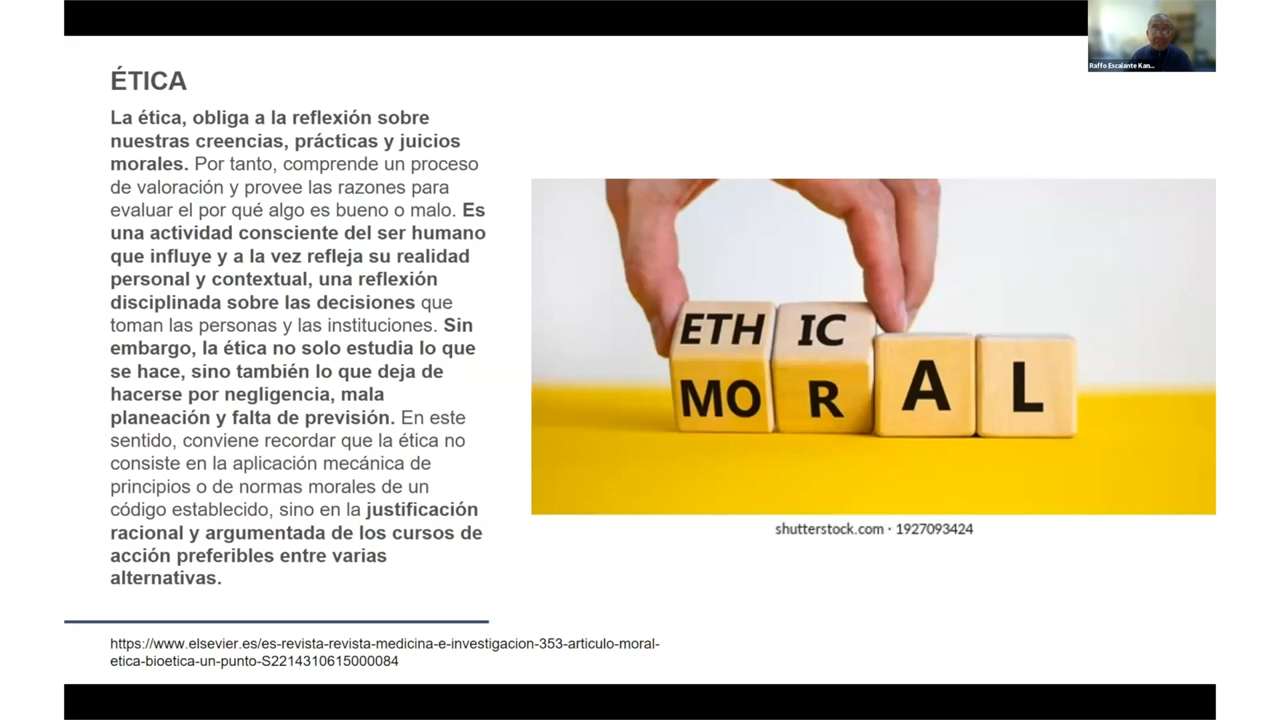 Raffo Escalante Kan...
ÉTICA
La ética, obliga a la reflexión sobre
nuestras creencias, prácticas y juicios
morales. Por tanto, comprende un proceso
de valoración y provee las razones para
evaluar el por qué algo es bueno o malo. Es
una actividad consciente del ser humano
que influye y a la vez refleja su realidad
personal y contextual, una reflexión
disciplinada sobre las decisiones que
toman las personas y las instituciones. Sin
embargo, la ética no solo estudia lo que
se hace, sino también lo que deja de
hacerse por negligencia, mala
planeación y falta de previsión. En este
sentido, conviene recordar que la ética no
consiste en la aplicación mecánica de
principios o de normas morales de un
código establecido, sino en la justificación
racional y argumentada de los cursos de
acción preferibles entre varias
alternativas.
ETHIC
MORAL
shutterstock.com · 1927093424
https://www.elsevier.es/es-revista-revista-medicina-e-investigacion-353-articulo-moral-
etica-bioetica-un-punto-S2214310615000084